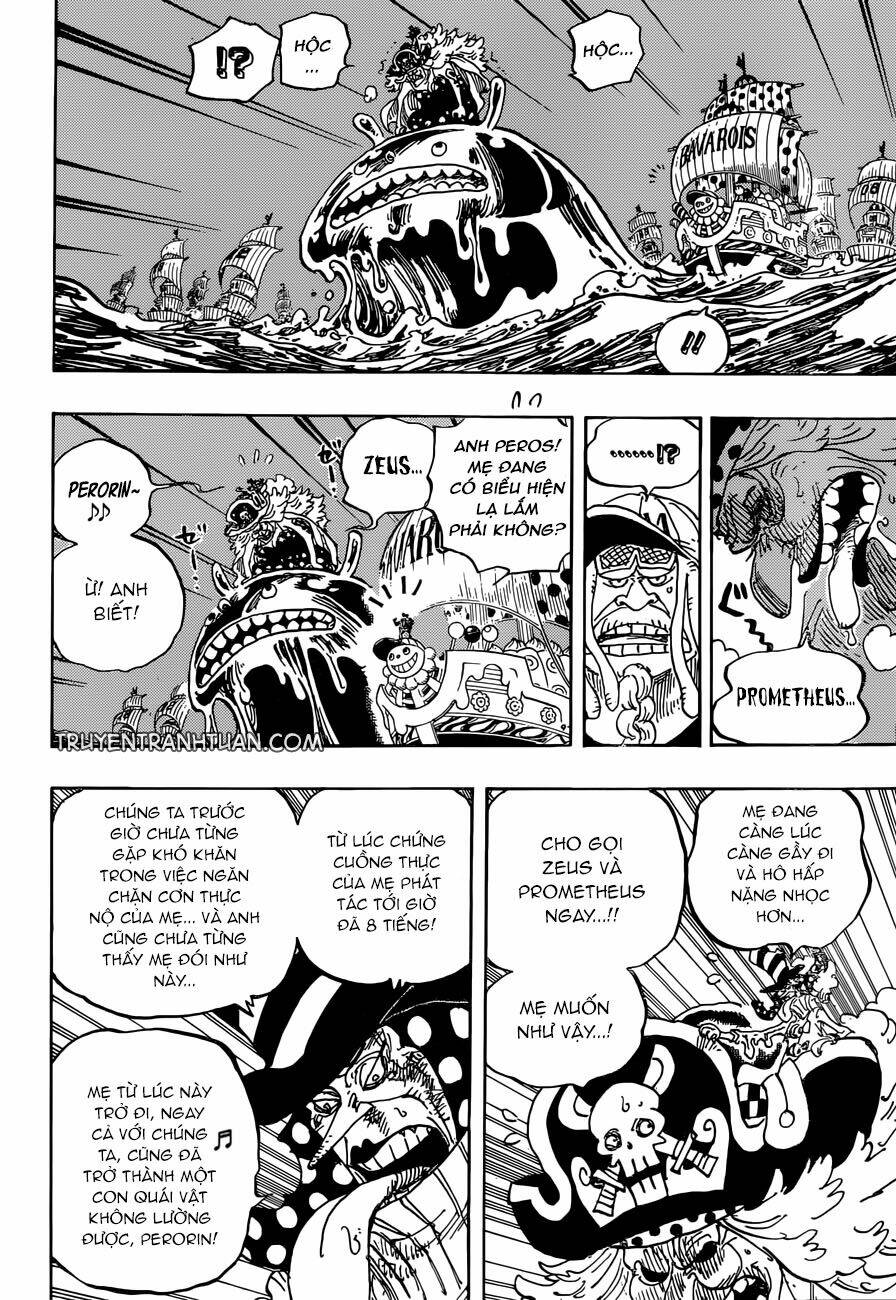 HỘC
...
BAVAROIS
HỘC...
!?
!!
PROMETHEUS...
......!?
ANH PEROS!
MẸ ĐANG
CÓ BIỂU HIỆN
LẠ LẮM
PHẢI KHÔNG?
ZEUS...
ゼ
ゼ
PERORIN~
♪♪
Ừ! ANH
BIẾT!
TRUYENTRANHTUAN.COM
MẸ ĐANG
CÀNG LÚC
CÀNG GẦY ĐI
VÀ HÔ HẤP
NẶNG NHỌC
HƠN...
CHO GỌI
ZEUS VÀ
PROMETHEUS
NGAY...!!
MẸ MUỐN
NHƯ VẬY...!
TỪ LÚC CHỨNG
CUỒNG THỰC
CỦA MẸ PHÁT
TÁC TỚI GIỜ
ĐÃ 8 TIẾNG!
CHÚNG TA TRƯỚC
GIỜ CHƯA TỪNG
GẶP KHÓ KHĂN
TRONG VIỆC NGĂN
CHẶN CƠN THỰC
NỘ CỦA MẸ... VÀ ANH
CŨNG CHƯA TỪNG
THẤY MẸ ĐÓI NHƯ
NÀY...
MẸ TỪ LÚC NÀY
TRỞ ĐI, NGAY
CẢ VỚI CHÚNG ♫
TA, CŨNG ĐÃ
TRỞ THÀNH MỘT
CON QUÁI VẬT
KHÔNG LƯỜNG
ĐƯỢC, PERORIN!